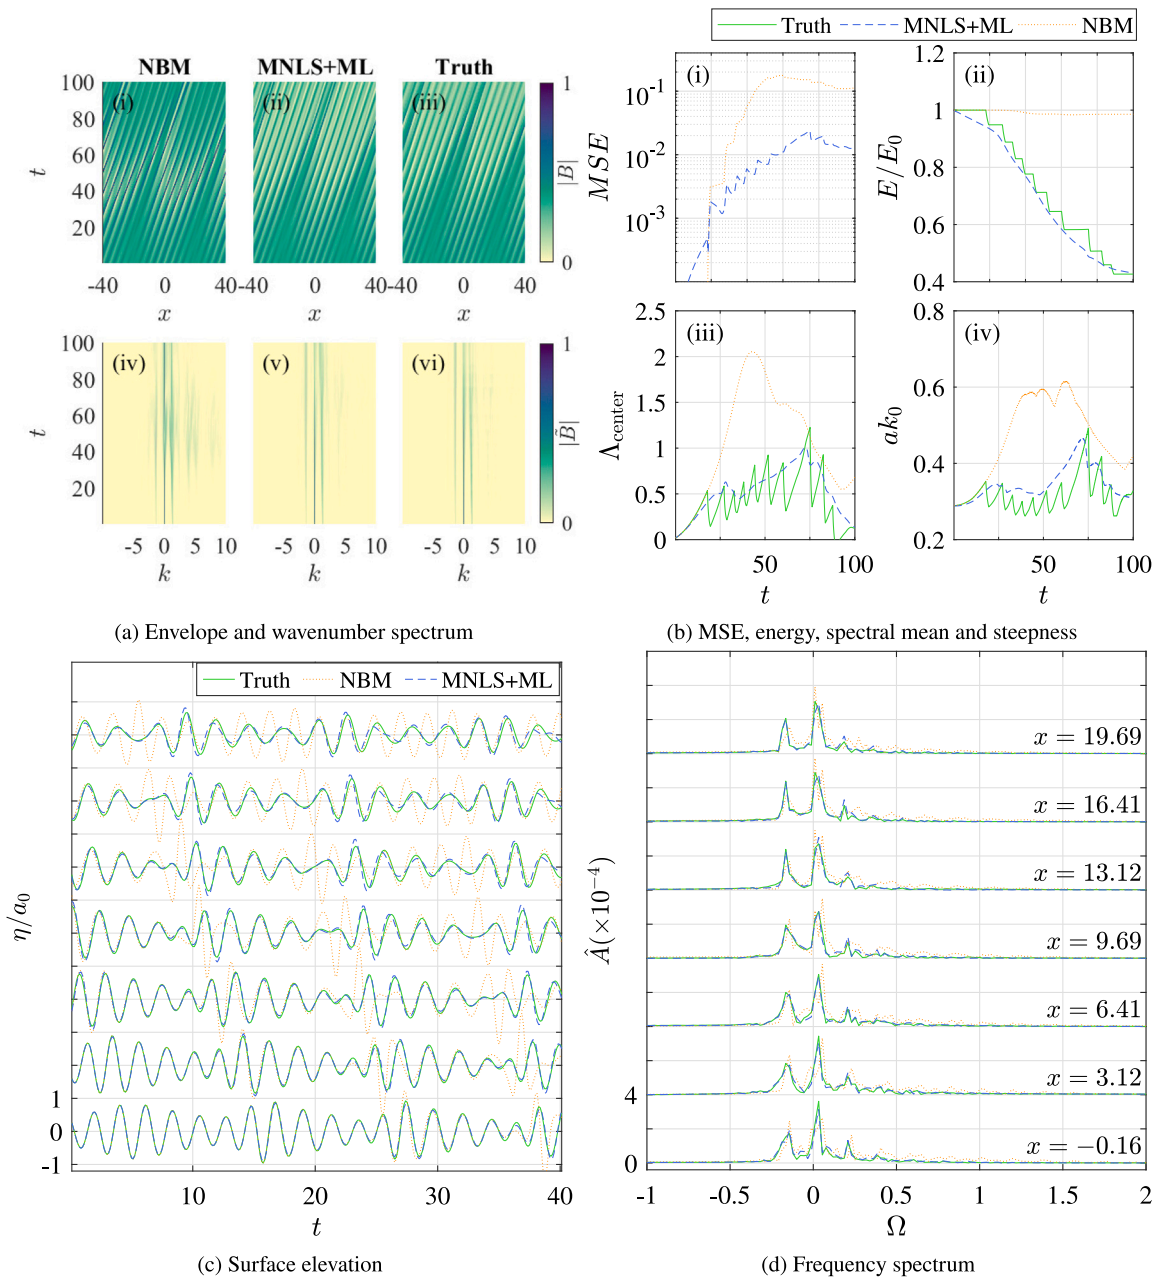 NBM MNLS+ML Truth
(i) (ii) (iii)
100
80
60
40
20
t
-40 0 40
-40 0 40
-40 0 40
x x x
1
|B|
0
(iv) (v) (vi)
100
80
60
40
20
t
-5 0 5 10
-5 0 5 10
-5 0 5 10
k k k
1
|B̃|
0
(a) Envelope and wavenumber spectrum
Truth MNLS+ML NBM
(i)
MSE
10⁻¹
10⁻²
10⁻³
(ii)
E/E₀
1.2
1
0.8
0.6
0.4
(iii)
Λcenter
2.5
2
1.5
1
0.5
0
50 100
t
(iv)
ak₀
0.8
0.6
0.4
0.2
50 100
t
(b) MSE, energy, spectral mean and steepness
Truth NBM MNLS+ML
η/a₀
1
0
-1
10 20 30 40
t
(c) Surface elevation
x = 19.69
x = 16.41
x = 13.12
x = 9.69
x = 6.41
x = 3.12
x = −0.16
Â(×10⁻⁴)
4
0
-1 -0.5 0 0.5 1 1.5 2
Ω
(d) Frequency spectrum